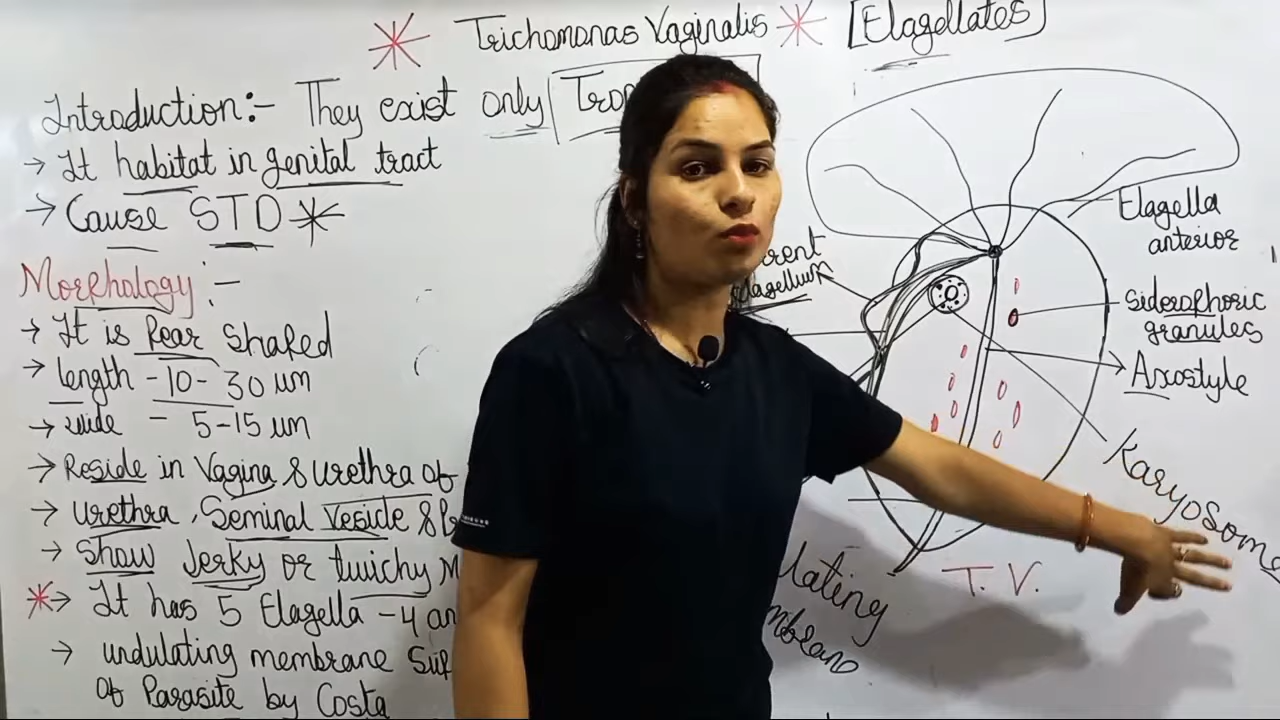 Trichomonas Vaginalis [Flagellates]
Introduction:- They exist only
→ It habitat in genital tract
→ Cause STD
Morphology :-
→ It is Pear shaped
→ length - 10 - 30 um
→ wide - 5-15 um
→ Reside in Vagina & urethra of
→ Urethra, Seminal Vesicle &
→ Show Jerky or twichy
→ It has 5 Flagella - 4
→ undulating membrane
of Parasite by Costa
Flagella
anterior
Siderophoric
granules
Axostyle
Karyosome
T.V.